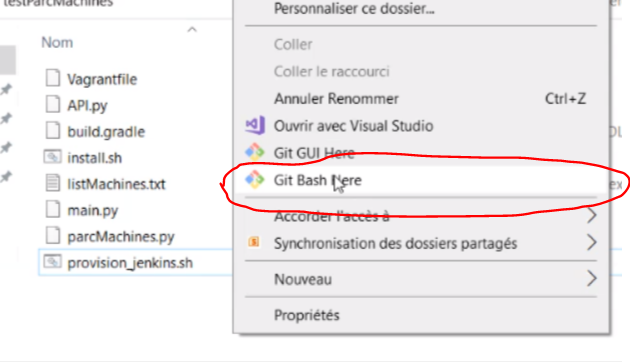 testParcMachines
Nom
Vagrantfile
API.py
build.gradle
install.sh
listMachines.txt
main.py
parcMachines.py
provision_jenkins.sh
Personnaliser ce dossier...
Coller
Coller le raccourci
Annuler Renommer Ctrl+Z
Ouvrir avec Visual Studio
Git GUI Here
Git Bash Here
Accorder l'accès à
Synchronisation des dossiers partagés
Nouveau
Propriétés